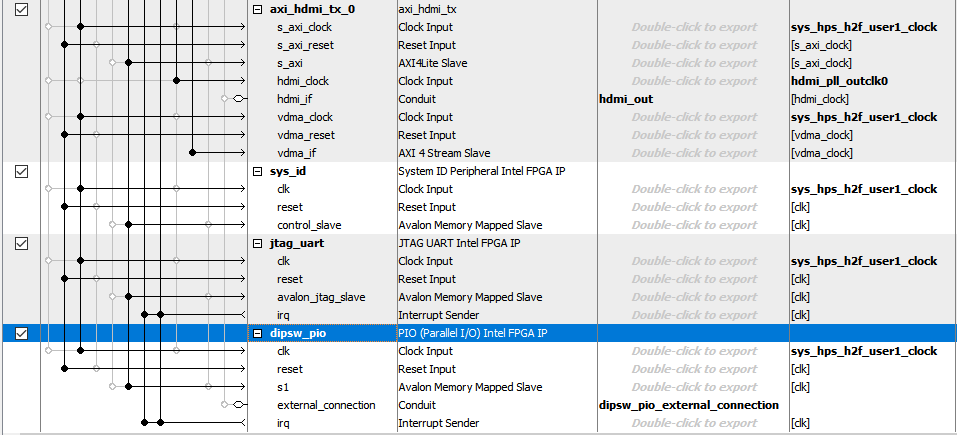 axi_hdmi_tx_0 axi_hdmi_tx
s_axi_clock Clock Input Double-click to export sys_hps_h2f_user1_clock
s_axi_reset Reset Input Double-click to export [s_axi_clock]
s_axi AXI4Lite Slave Double-click to export [s_axi_clock]
hdmi_clock Clock Input Double-click to export hdmi_pll_outclk0
hdmi_if Conduit hdmi_out [hdmi_clock]
vdma_clock Clock Input Double-click to export sys_hps_h2f_user1_clock
vdma_reset Reset Input Double-click to export [vdma_clock]
vdma_if AXI 4 Stream Slave Double-click to export [vdma_clock]
sys_id System ID Peripheral Intel FPGA IP
clk Clock Input Double-click to export sys_hps_h2f_user1_clock
reset Reset Input Double-click to export [clk]
control_slave Avalon Memory Mapped Slave Double-click to export [clk]
jtag_uart JTAG UART Intel FPGA IP
clk Clock Input Double-click to export sys_hps_h2f_user1_clock
reset Reset Input Double-click to export [clk]
avalon_jtag_slave Avalon Memory Mapped Slave Double-click to export [clk]
irq Interrupt Sender Double-click to export [clk]
dipsw_pio PIO (Parallel I/O) Intel FPGA IP
clk Clock Input Double-click to export sys_hps_h2f_user1_clock
reset Reset Input Double-click to export [clk]
s1 Avalon Memory Mapped Slave Double-click to export [clk]
external_connection Conduit dipsw_pio_external_connection
irq Interrupt Sender Double-click to export [clk]